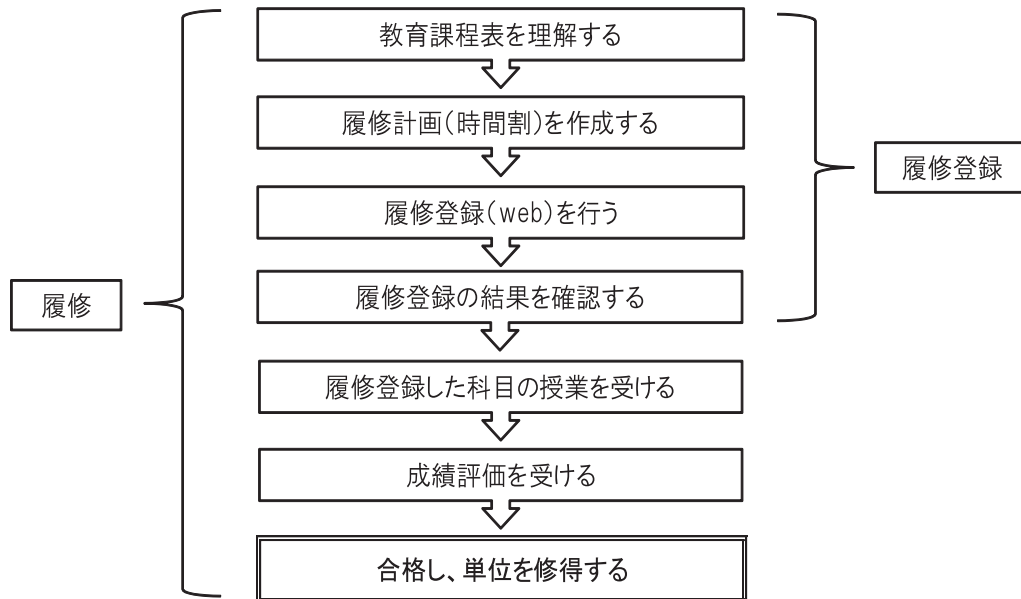 教育課程表を理解する
履修計画(時間割)を作成する
履修登録
履修登録(web)を行う
履修登録の結果を確認する
履修
履修登録した科目の授業を受ける
成績評価を受ける
合格し、単位を修得する